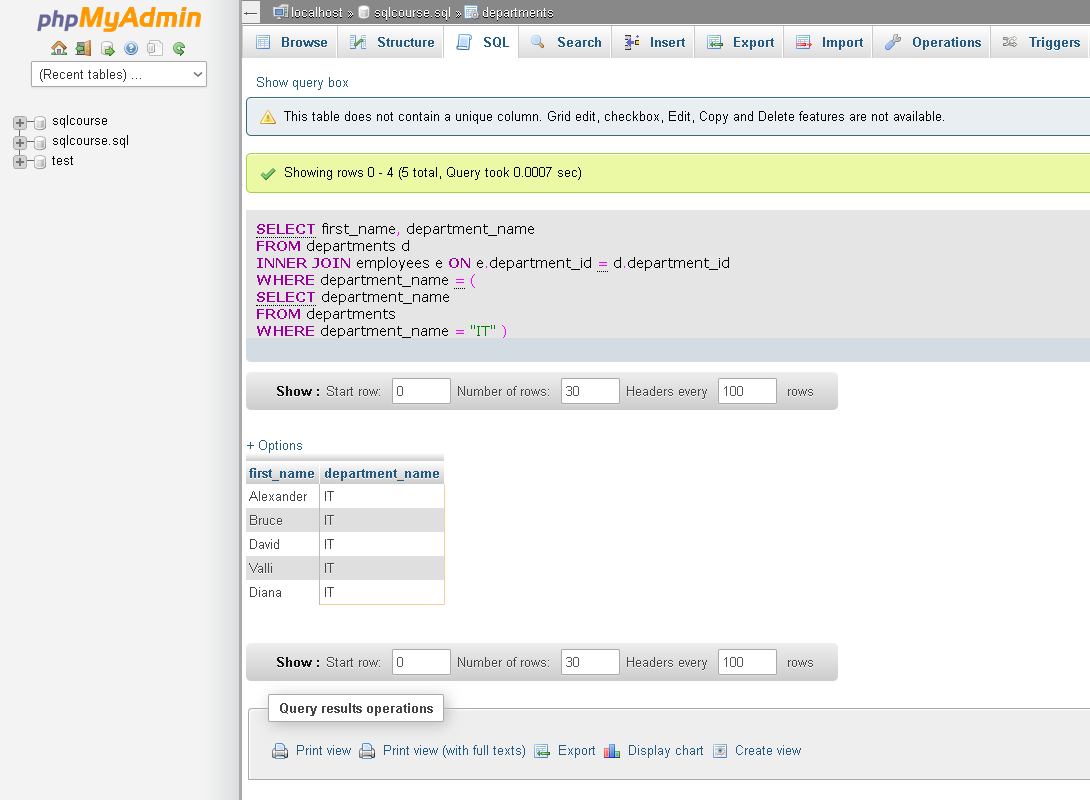 phpMyAdmin
(Recent tables) ...
sqlcourse
sqlcourse.sql
test
localhost » sqlcourse.sql » departments
Browse Structure SQL Search Insert Export Import Operations Triggers
Show query box
This table does not contain a unique column. Grid edit, checkbox, Edit, Copy and Delete features are not available.
Showing rows 0 - 4 (5 total, Query took 0.0007 sec)
SELECT first_name, department_name
FROM departments d
INNER JOIN employees e ON e.department_id = d.department_id
WHERE department_name = (
SELECT department_name
FROM departments
WHERE department_name = "IT" )
Show : Start row: 0 Number of rows: 30 Headers every 100 rows
+ Options
first_name department_name
Alexander IT
Bruce IT
David IT
Valli IT
Diana IT
Show : Start row: 0 Number of rows: 30 Headers every 100 rows
Query results operations
Print view Print view (with full texts) Export Display chart Create view